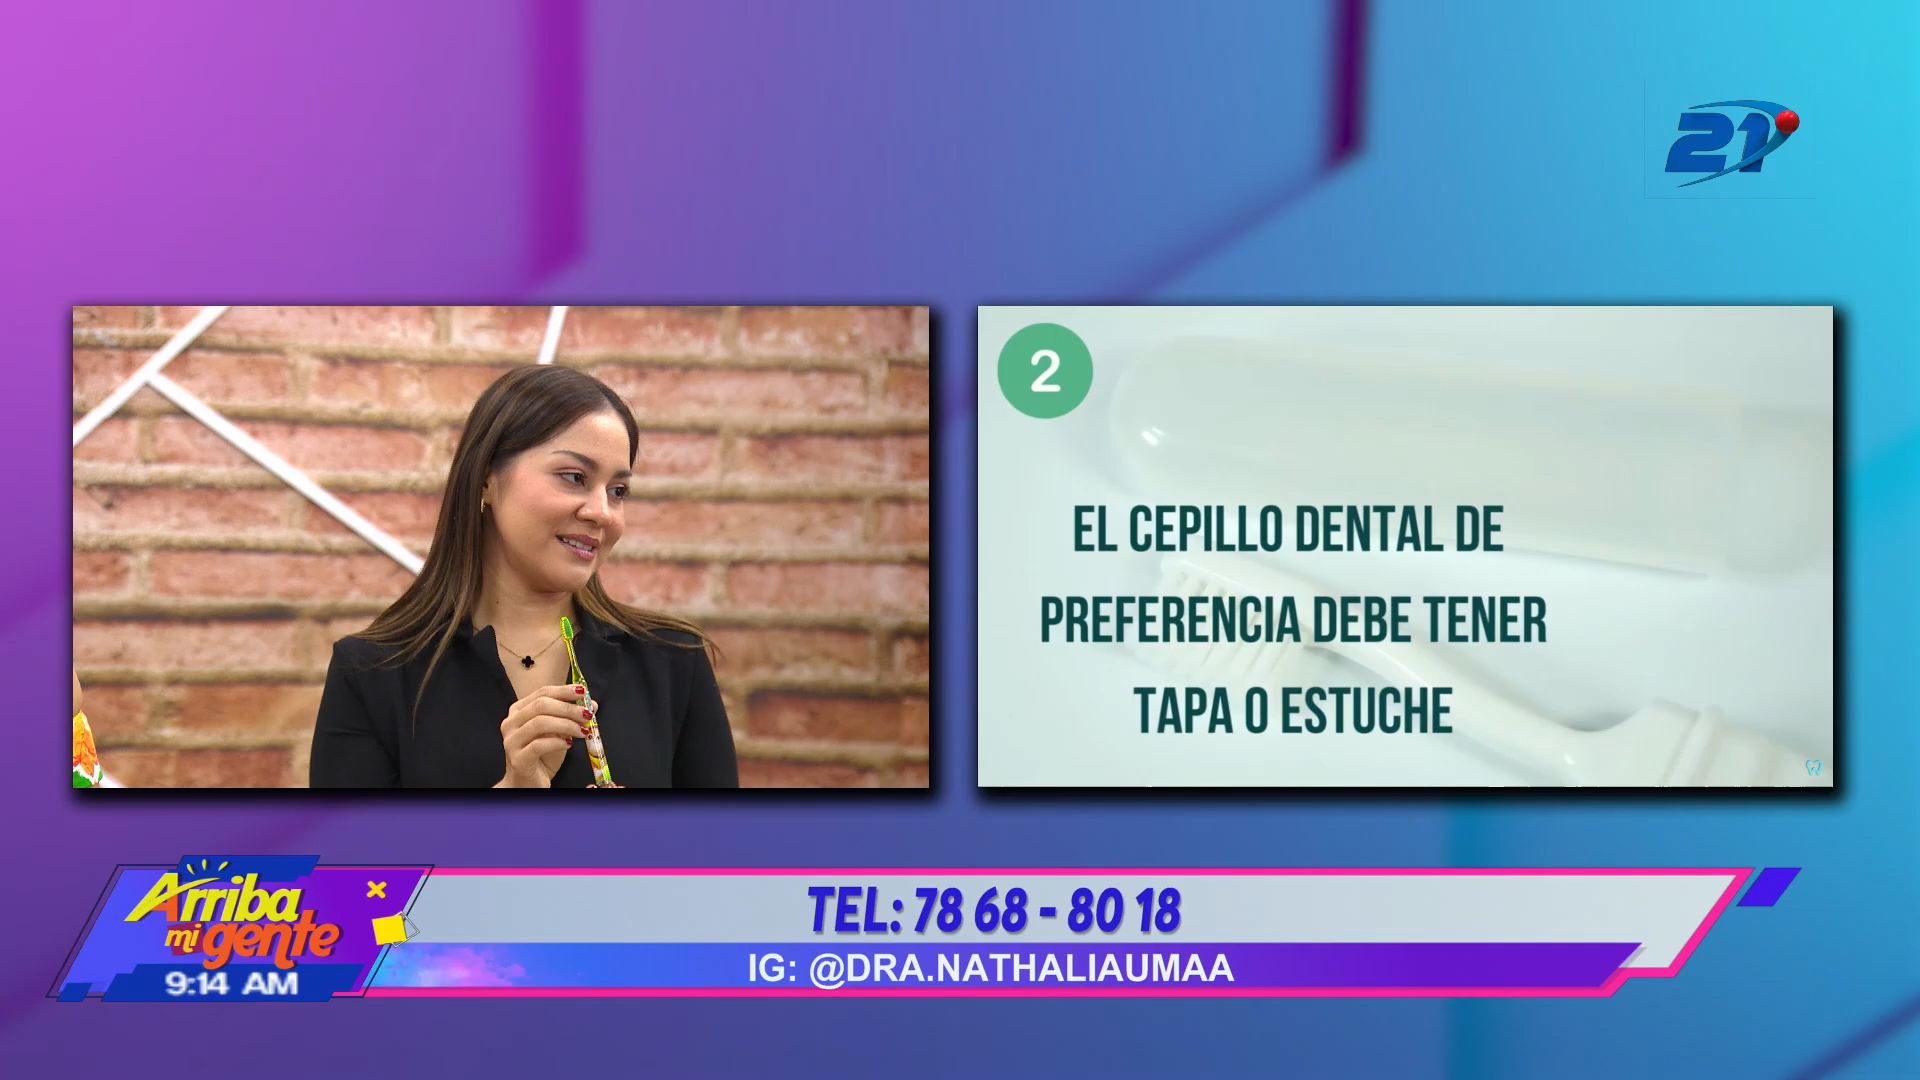 21
2
EL CEPILLO DENTAL DE
PREFERENCIA DEBE TENER
TAPA O ESTUCHE
Arriba
mi gente
9:14 AM
TEL: 78 68 - 80 18
IG: @DRA.NATHALIAUMAA